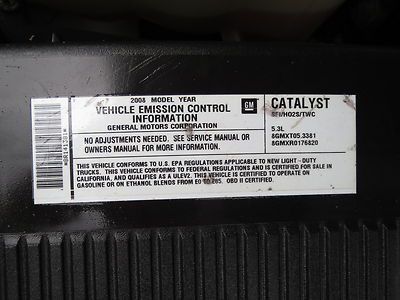 2008 MODEL YEAR
VEHICLE EMISSION CONTROL
INFORMATION
GENERAL MOTORS CORPORATION
GM
CATALYST
SFI/HO2S/TWC
NO ADJUSTMENTS NEEDED. SEE SERVICE MANUAL OR
OWNERS MANUAL FOR MORE INFORMATION.
5.3L
8GMXT05.3381
8GMXR0176820
THIS VEHICLE CONFORMS TO U.S. EPA REGULATIONS APPLICABLE TO NEW LIGHT - DUTY
TRUCKS. THIS VEHICLE CONFORMS TO CALIFORNIA REGULATIONS AND IS APPROVED FOR SALE IN
CALIFORNIA, AND QUALIFIES AS A ULEV2. THIS VEHICLE IS CERTIFIED TO OPERATE ON
GASOLINE OR ON ETHANOL BLENDS FROM E0 TO E85. OBD II CERTIFIED.